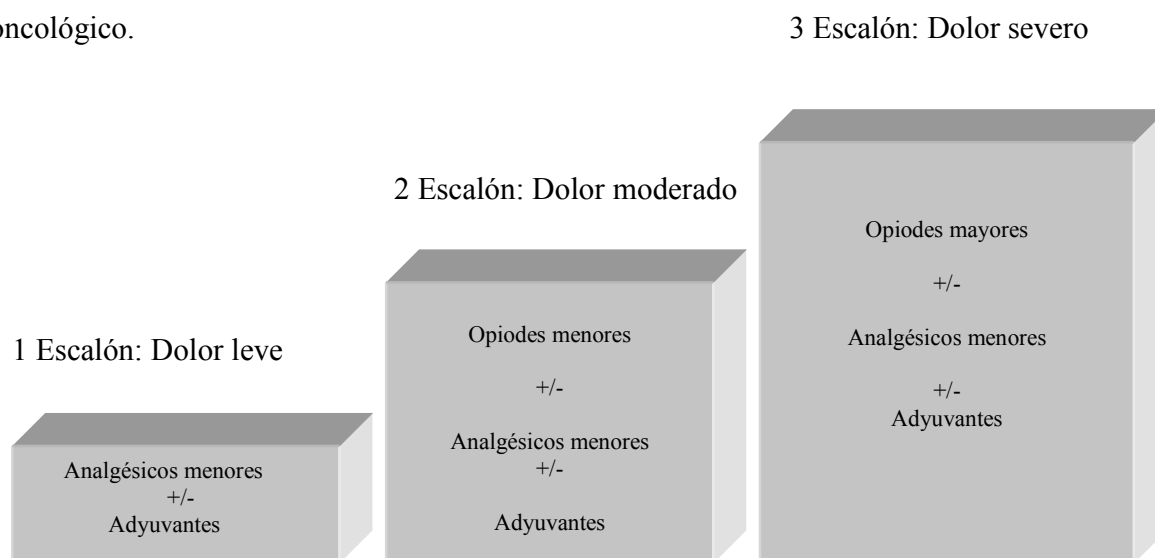 oncológico.
3 Escalón: Dolor severo
2 Escalón: Dolor moderado
1 Escalón: Dolor leve
Analgésicos menores
+/-
Adyuvantes
Opiodes menores
+/-
Analgésicos menores
+/-
Adyuvantes
Opiodes mayores
+/-
Analgésicos menores
+/-
Adyuvantes